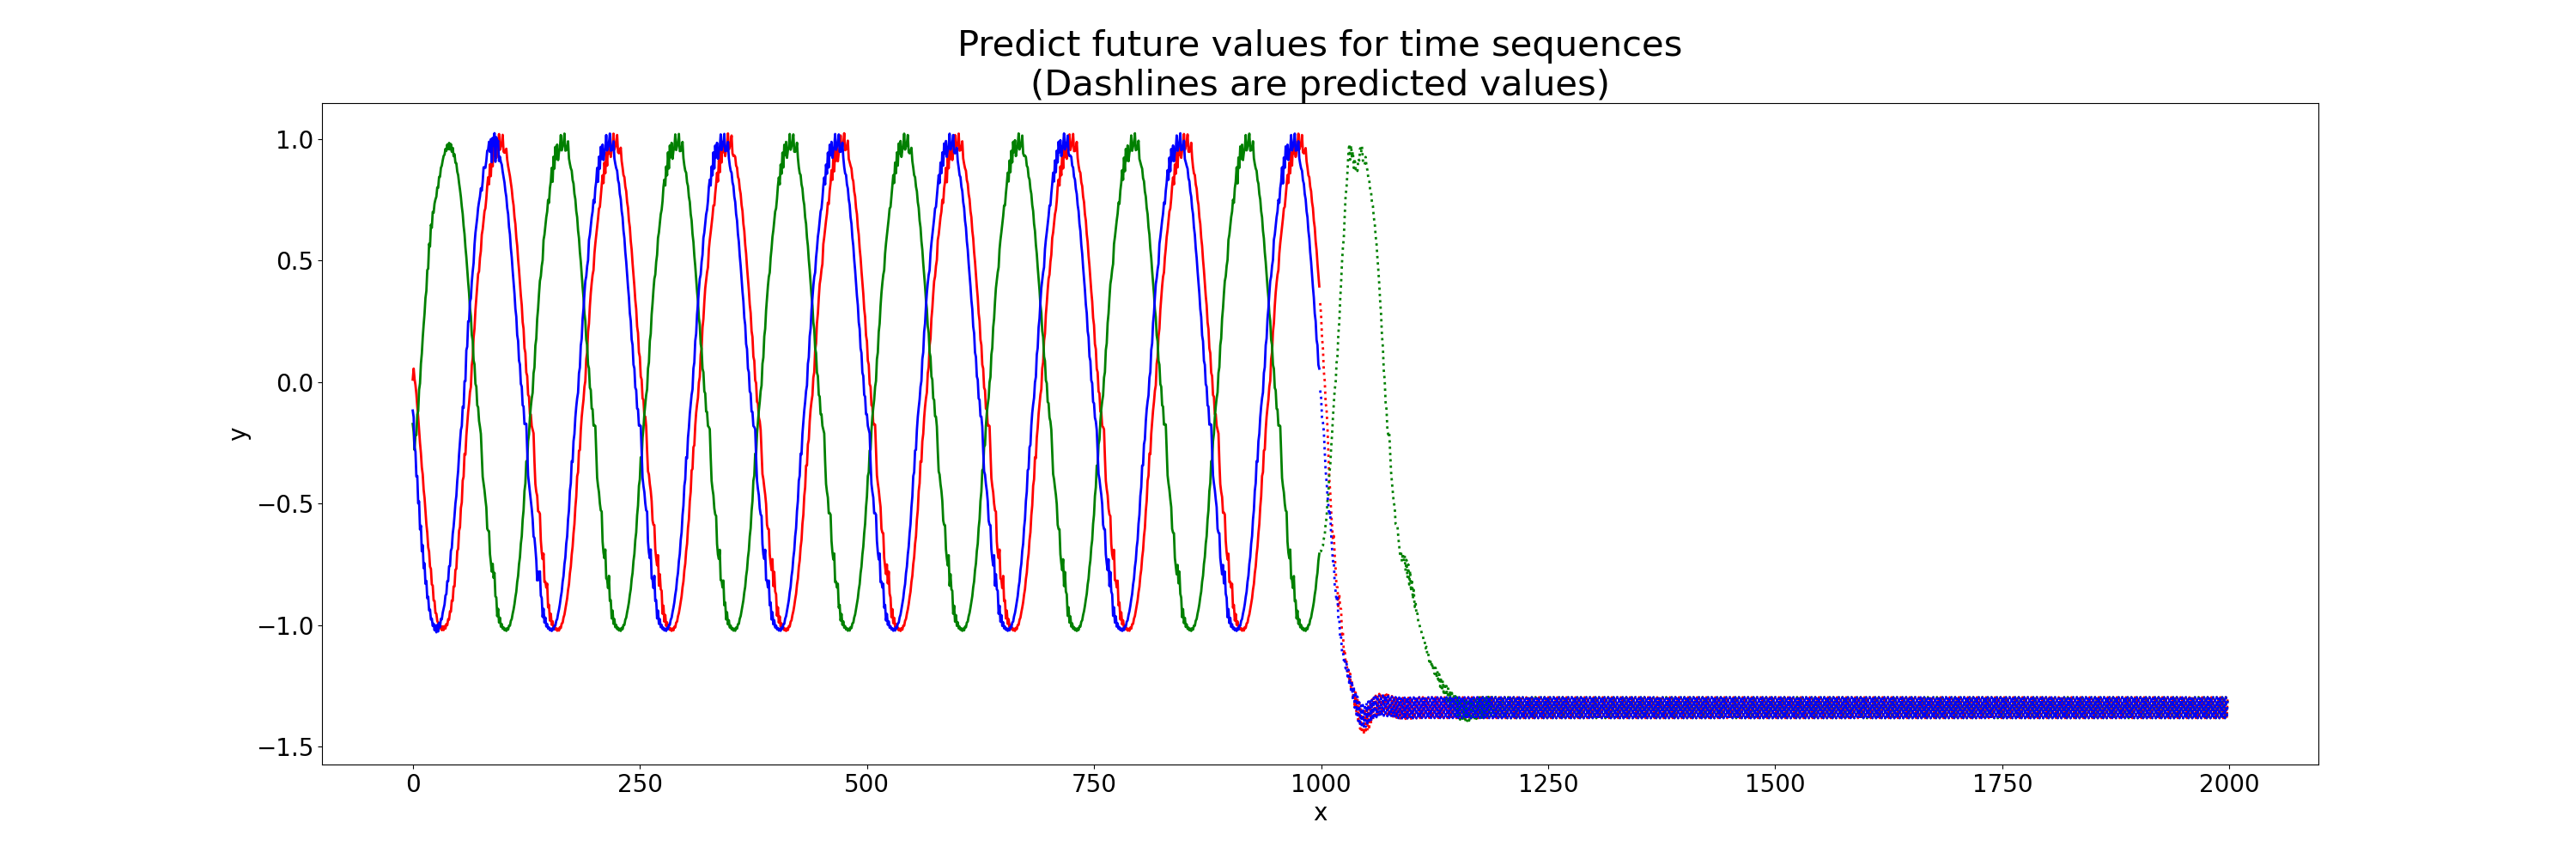 Predict future values for time sequences
(Dashlines are predicted values)
1.0
0.5
0.0
−0.5
−1.0
−1.5
y
0 250 500 750 1000 1250 1500 1750 2000
x